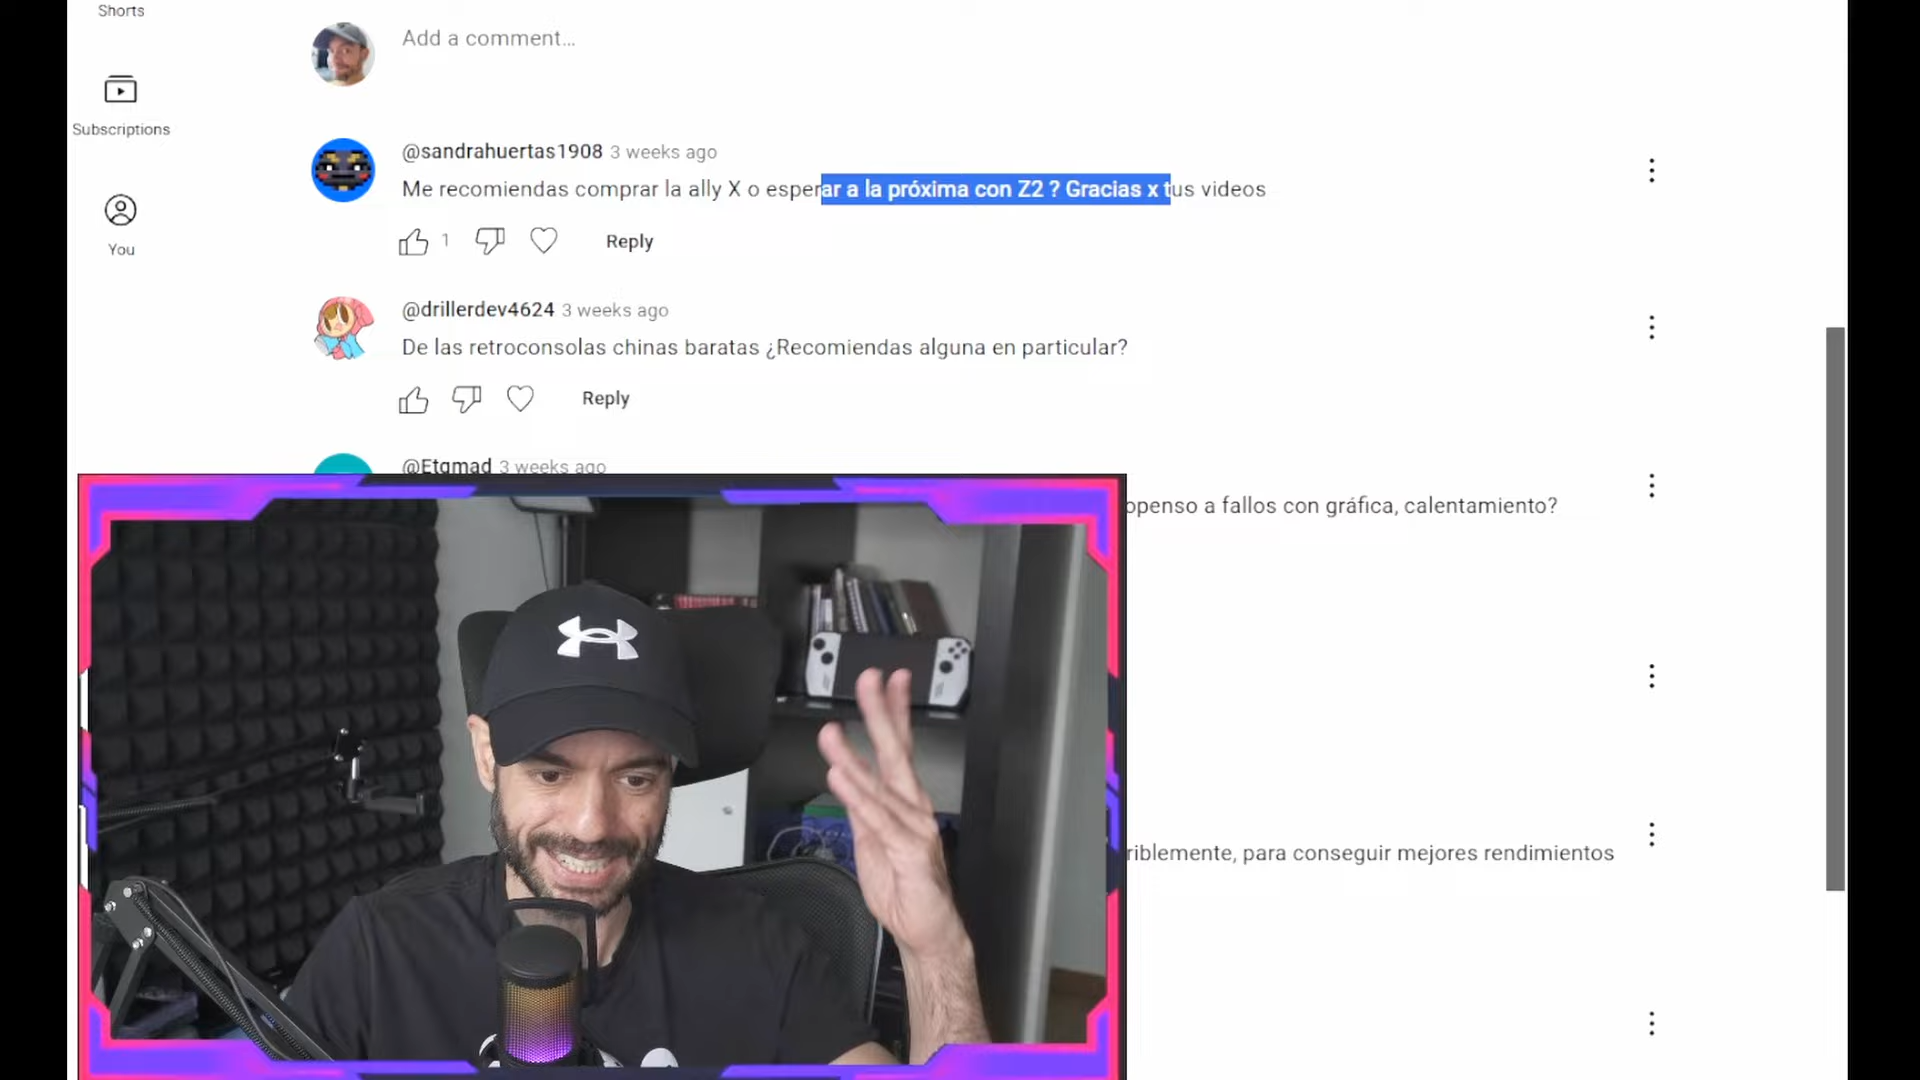 Shorts
Add a comment...
Subscriptions
@sandrahuertas1908 3 weeks ago
Me recomiendas comprar la ally X o esperar a la próxima con Z2 ? Gracias x tus videos
You
1 Reply
@drillerdev4624 3 weeks ago
De las retroconsolas chinas baratas ¿Recomiendas alguna en particular?
Reply
@Etgmad 3 weeks ago
openso a fallos con gráfica, calentamiento?
riblemente, para conseguir mejores rendimientos